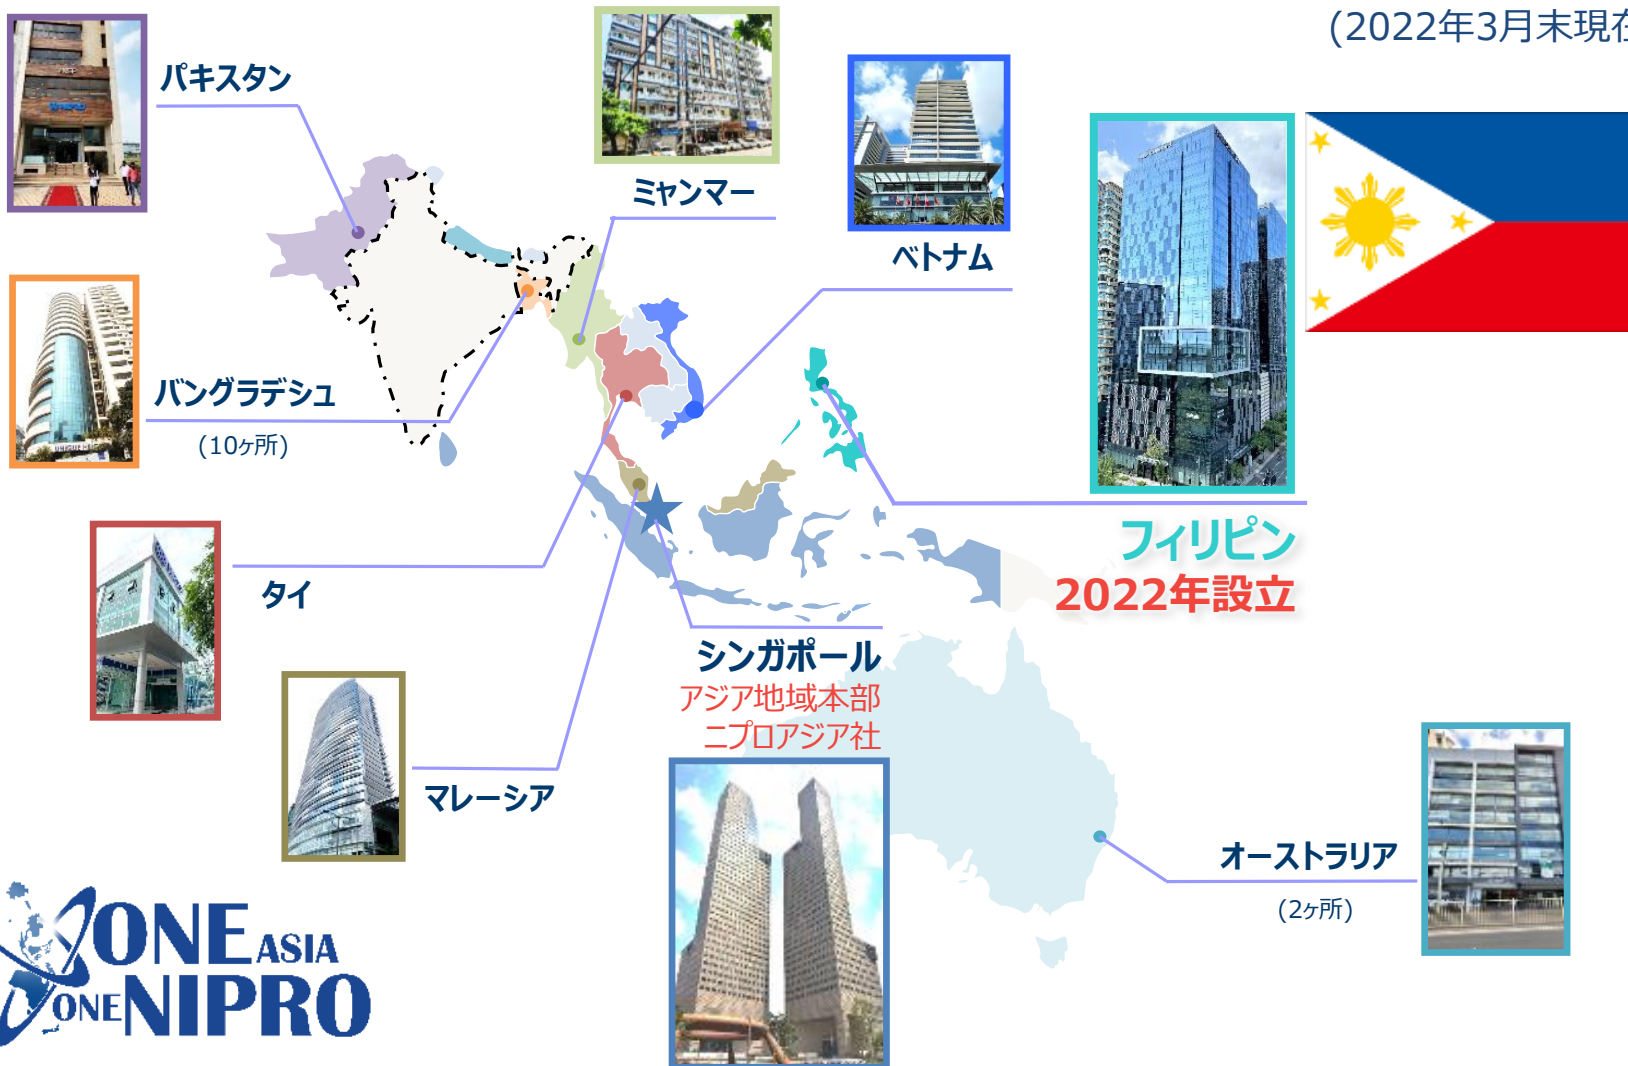 (2022年3月末現在
パキスタン
NIPRO
ミャンマー
ベトナム
バングラデシュ
(10ヶ所)
フィリピン
2022年設立
タイ
シンガポール
アジア地域本部
ニプロアジア社
マレーシア
オーストラリア
(2ヶ所)
ONE ASIA
ONE NIPRO